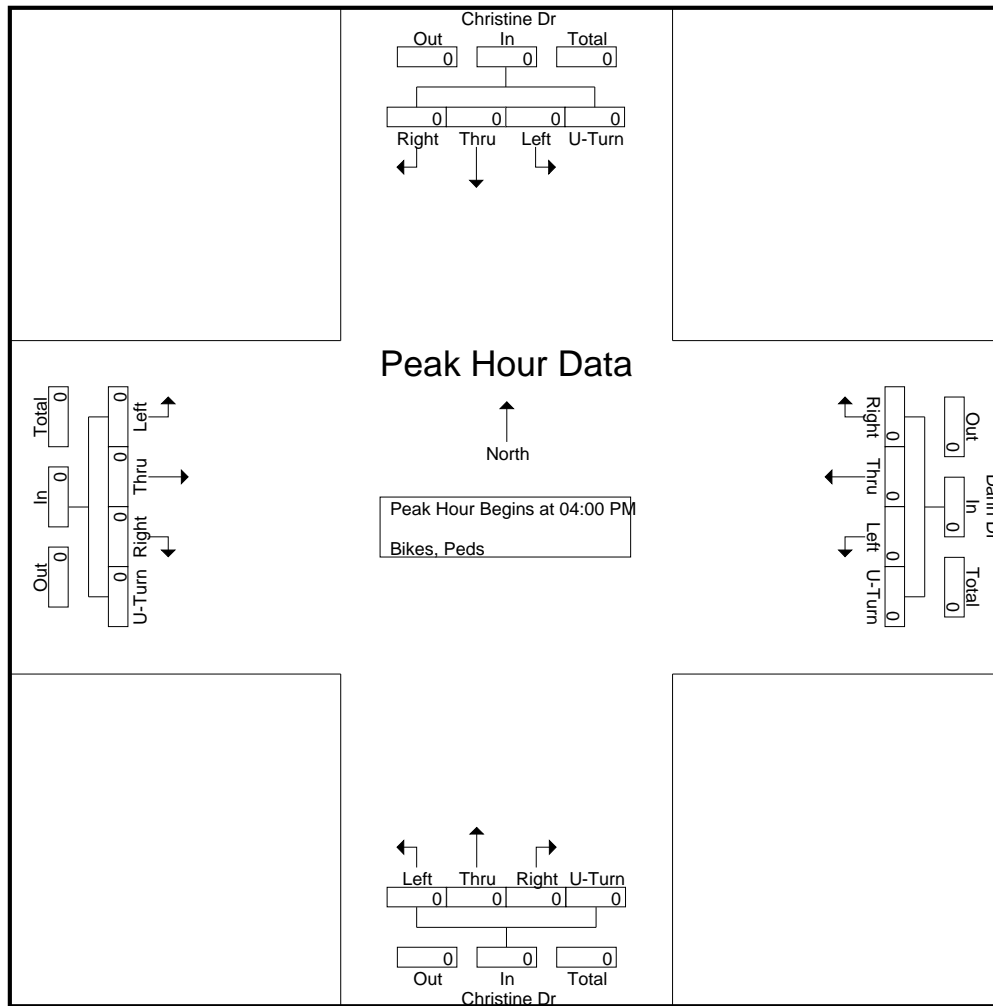 Christine Dr
Out In Total
0 0 0
0 0 0 0
Right Thru Left U-Turn
Peak Hour Data
North
Peak Hour Begins at 04:00 PM
Bikes, Peds
Total In Out
0 0 0
0 0 0 0
Left Thru Right U-Turn
Right Thru Left U-Turn
0 0 0 0
Out In Total
0 0 0
Left Thru Right U-Turn
0 0 0 0
0 0 0
Out In Total
Christine Dr